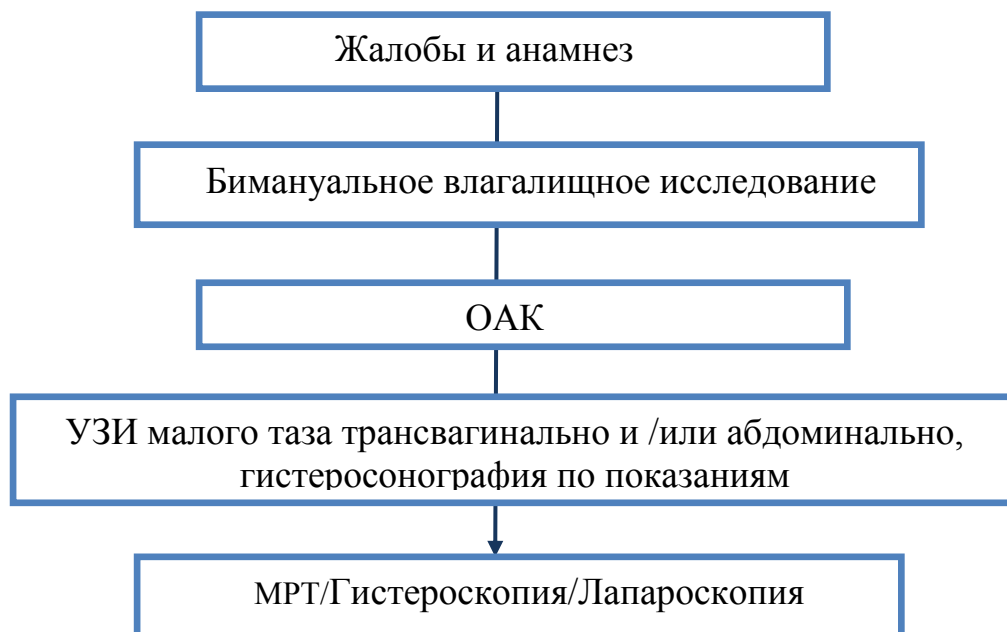 Жалобы и анамнез
Бимануальное влагалищное исследование
ОАК
УЗИ малого таза трансвагинально и /или абдоминально,
гистеросонография по показаниям
МРТ/Гистероскопия/Лапароскопия